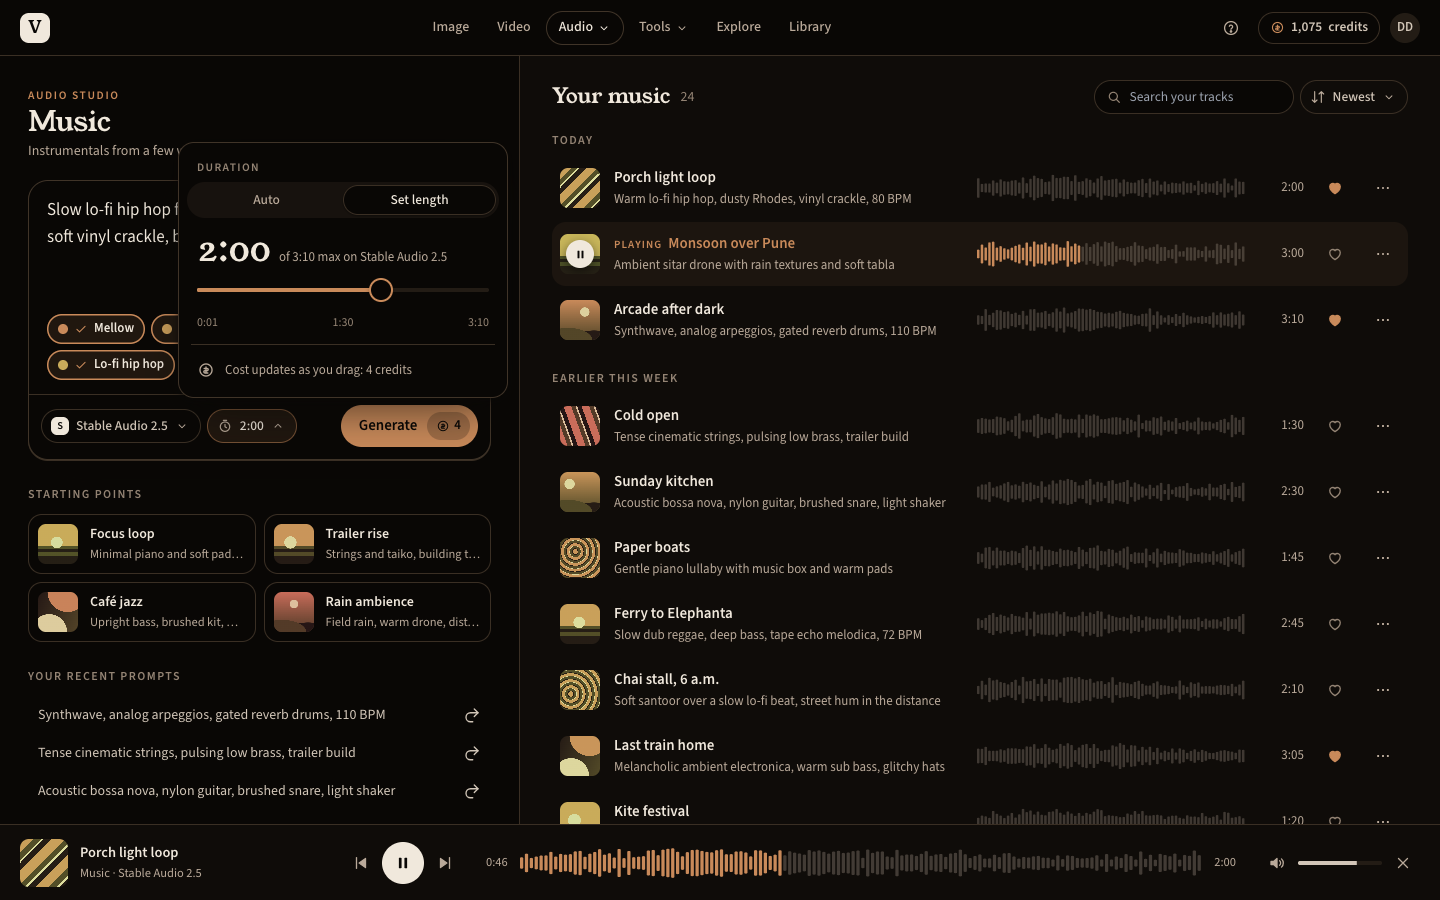 V
Image
Video
Audio
Tools
Explore
Library
1,075 credits
DD
AUDIO STUDIO
Music
Instrumentals from a few
Slow lo-fi hip hop
soft vinyl crackle,
Mellow
Lo-fi hip hop
DURATION
Auto
Set length
2:00 of 3:10 max on Stable Audio 2.5
0:01 1:30 3:10
Cost updates as you drag: 4 credits
S Stable Audio 2.5
2:00
Generate 4
STARTING POINTS
Focus loop
Minimal piano and soft pad…
Trailer rise
Strings and taiko, building t…
Café jazz
Upright bass, brushed kit, …
Rain ambience
Field rain, warm drone, dist…
YOUR RECENT PROMPTS
Synthwave, analog arpeggios, gated reverb drums, 110 BPM
Tense cinematic strings, pulsing low brass, trailer build
Acoustic bossa nova, nylon guitar, brushed snare, light shaker
Your music 24
Search your tracks
Newest
TODAY
Porch light loop
Warm lo-fi hip hop, dusty Rhodes, vinyl crackle, 80 BPM
2:00
PLAYING Monsoon over Pune
Ambient sitar drone with rain textures and soft tabla
3:00
Arcade after dark
Synthwave, analog arpeggios, gated reverb drums, 110 BPM
3:10
EARLIER THIS WEEK
Cold open
Tense cinematic strings, pulsing low brass, trailer build
1:30
Sunday kitchen
Acoustic bossa nova, nylon guitar, brushed snare, light shaker
2:30
Paper boats
Gentle piano lullaby with music box and warm pads
1:45
Ferry to Elephanta
Slow dub reggae, deep bass, tape echo melodica, 72 BPM
2:45
Chai stall, 6 a.m.
Soft santoor over a slow lo-fi beat, street hum in the distance
2:10
Last train home
Melancholic ambient electronica, warm sub bass, glitchy hats
3:05
Kite festival
1:20
Porch light loop
Music · Stable Audio 2.5
0:46
2:00